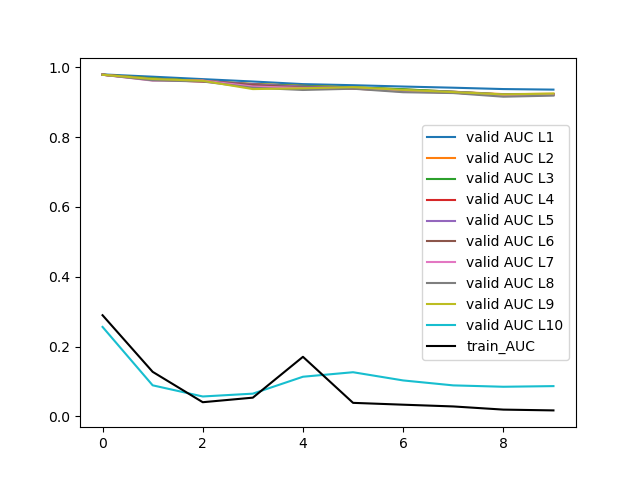 1.0
0.8
0.6
0.4
0.2
0.0
0 2 4 6 8
valid AUC L1
valid AUC L2
valid AUC L3
valid AUC L4
valid AUC L5
valid AUC L6
valid AUC L7
valid AUC L8
valid AUC L9
valid AUC L10
train_AUC